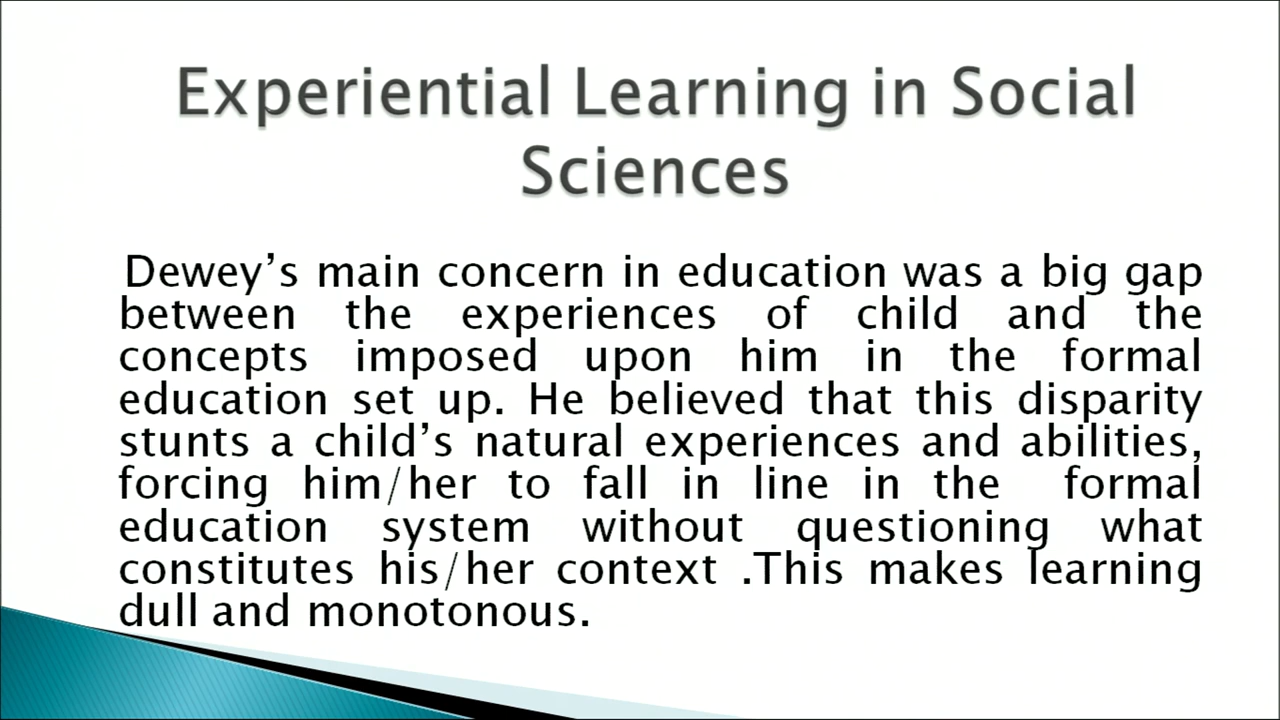 Experiential Learning in Social
Sciences
Dewey’s main concern in education was a big gap
between the experiences of child and the
concepts imposed upon him in the formal
education set up. He believed that this disparity
stunts a child’s natural experiences and abilities,
forcing him/her to fall in line in the formal
education system without questioning what
constitutes his/her context .This makes learning
dull and monotonous.